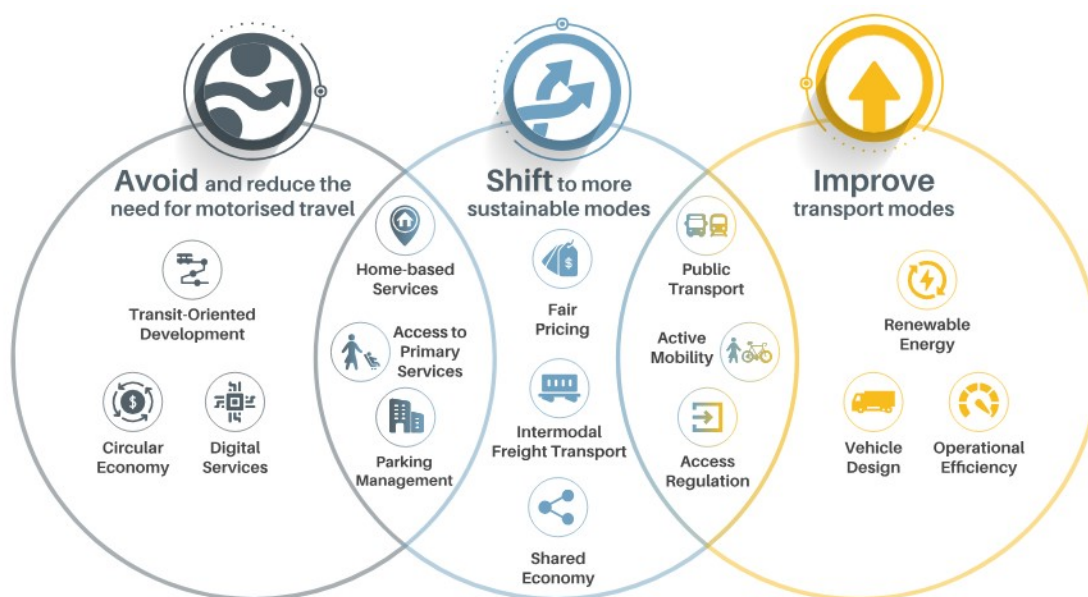 Avoid and reduce the
need for motorised travel
Transit-Oriented
Development
Circular
Economy
Digital
Services
Home-based
Services
Access to
Primary
Services
Parking
Management
Shift to more
sustainable modes
$
Fair
Pricing
Intermodal
Freight Transport
Shared
Economy
Public
Transport
Active
Mobility
Access
Regulation
Improve
transport modes
Renewable
Energy
Vehicle
Design
Operational
Efficiency
$